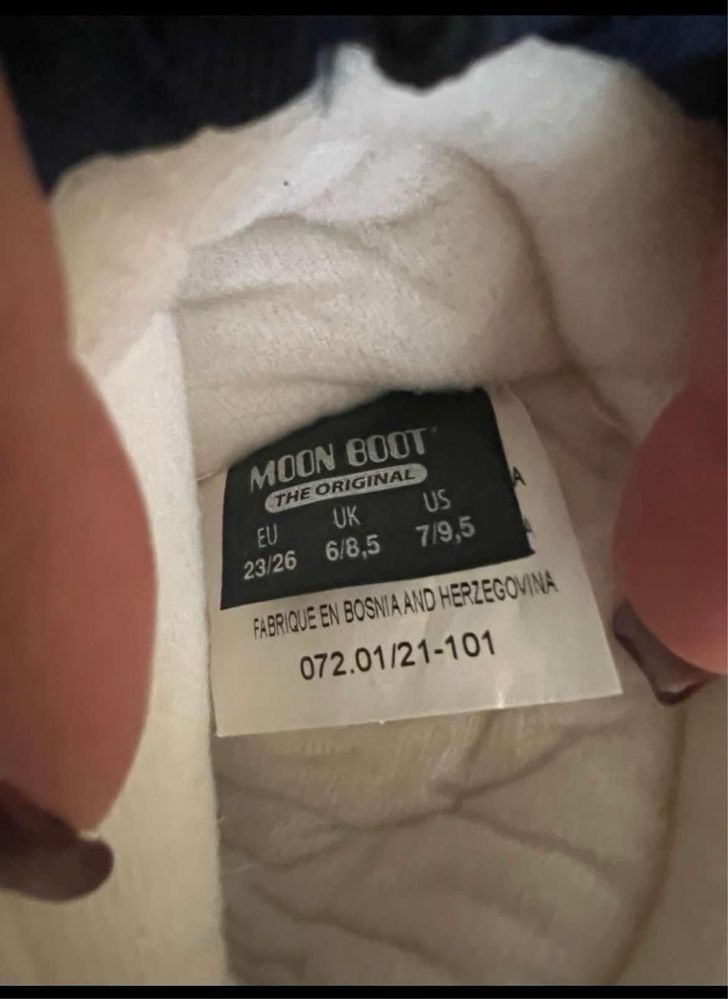 MOON BOOT
THE ORIGINAL
EU UK US
23/26 6/8,5 7/9,5
FABRIQUE EN BOSNIA AND HERZEGOVINA
072.01/21-101
A